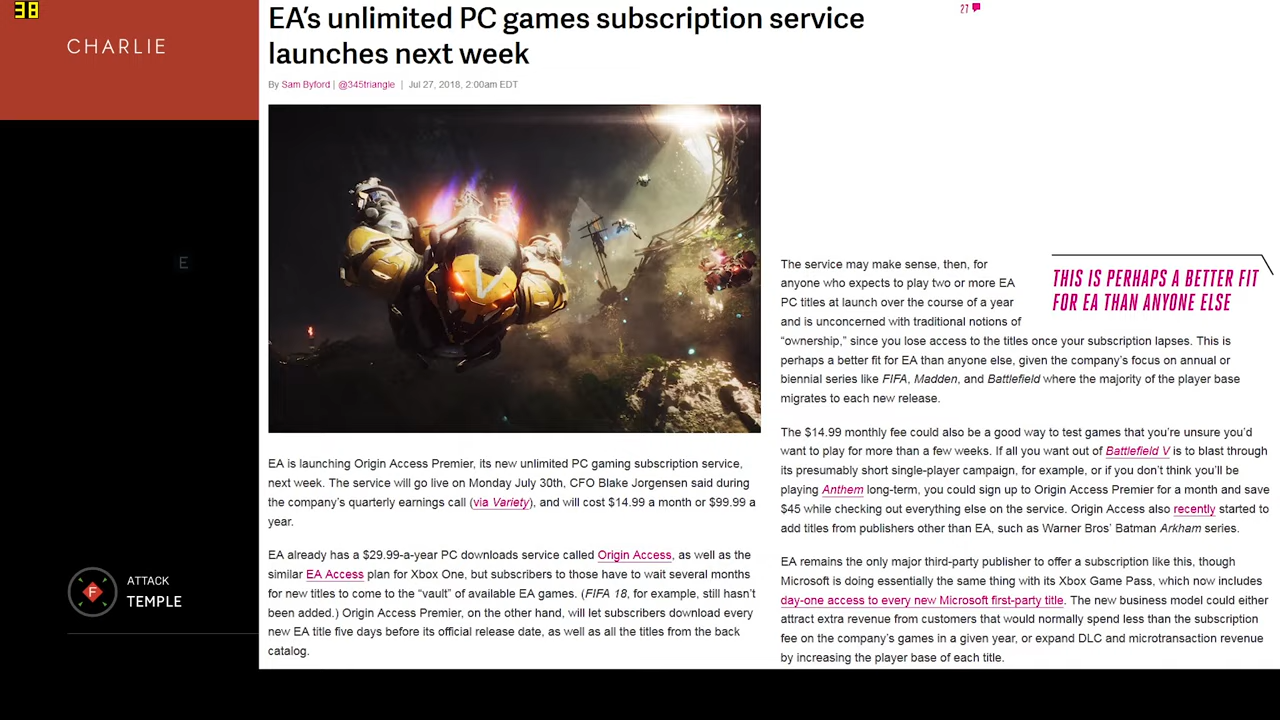 38
CHARLIE
E
ATTACK
F
TEMPLE
EA's unlimited PC games subscription service
launches next week
27
By Sam Byford | @345triangle | Jul 27, 2018, 2:00am EDT
EA is launching Origin Access Premier, its new unlimited PC gaming subscription service,
next week. The service will go live on Monday July 30th, CFO Blake Jorgensen said during
the company's quarterly earnings call (via Variety), and will cost $14.99 a month or $99.99 a
year.
EA already has a $29.99-a-year PC downloads service called Origin Access, as well as the
similar EA Access plan for Xbox One, but subscribers to those have to wait several months
for new titles to come to the “vault” of available EA games. (FIFA 18, for example, still hasn't
been added.) Origin Access Premier, on the other hand, will let subscribers download every
new EA title five days before its official release date, as well as all the titles from the back
catalog.
The service may make sense, then, for
anyone who expects to play two or more EA
PC titles at launch over the course of a year
and is unconcerned with traditional notions of
“ownership,” since you lose access to the titles once your subscription lapses. This is
perhaps a better fit for EA than anyone else, given the company's focus on annual or
biennial series like FIFA, Madden, and Battlefield where the majority of the player base
migrates to each new release.
THIS IS PERHAPS A BETTER FIT
FOR EA THAN ANYONE ELSE
The $14.99 monthly fee could also be a good way to test games that you're unsure you'd
want to play for more than a few weeks. If all you want out of Battlefield V is to blast through
its presumably short single-player campaign, for example, or if you don't think you'll be
playing Anthem long-term, you could sign up to Origin Access Premier for a month and save
$45 while checking out everything else on the service. Origin Access also recently started to
add titles from publishers other than EA, such as Warner Bros' Batman Arkham series.
EA remains the only major third-party publisher to offer a subscription like this, though
Microsoft is doing essentially the same thing with its Xbox Game Pass, which now includes
day-one access to every new Microsoft first-party title. The new business model could either
attract extra revenue from customers that would normally spend less than the subscription
fee on the company's games in a given year, or expand DLC and microtransaction revenue
by increasing the player base of each title.